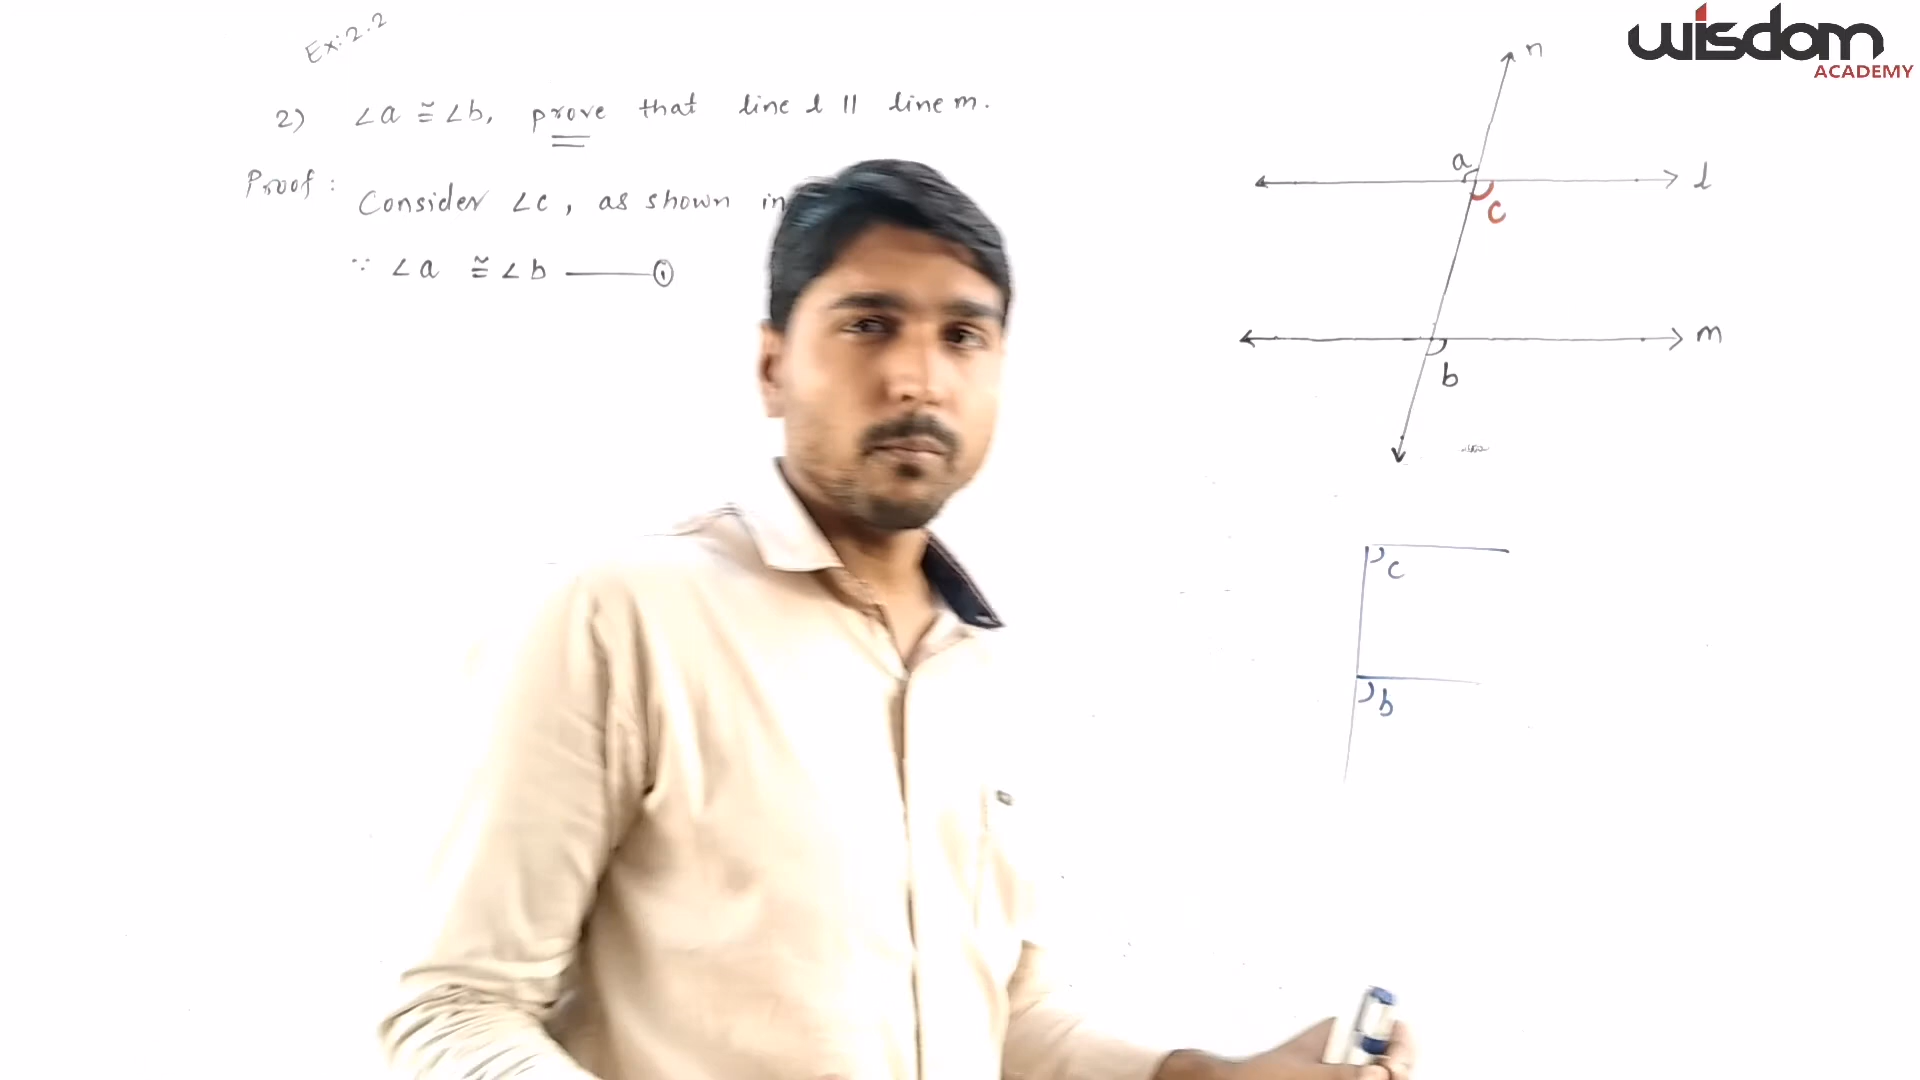 Ex: 2.2
2) ∠a ≅ ∠b, prove that line l || line m.
Proof :
Consider ∠c, as shown in
∵ ∠a ≅ ∠b ——— ①
wisdom
ACADEMY
n
a
l
c
m
b
c
b